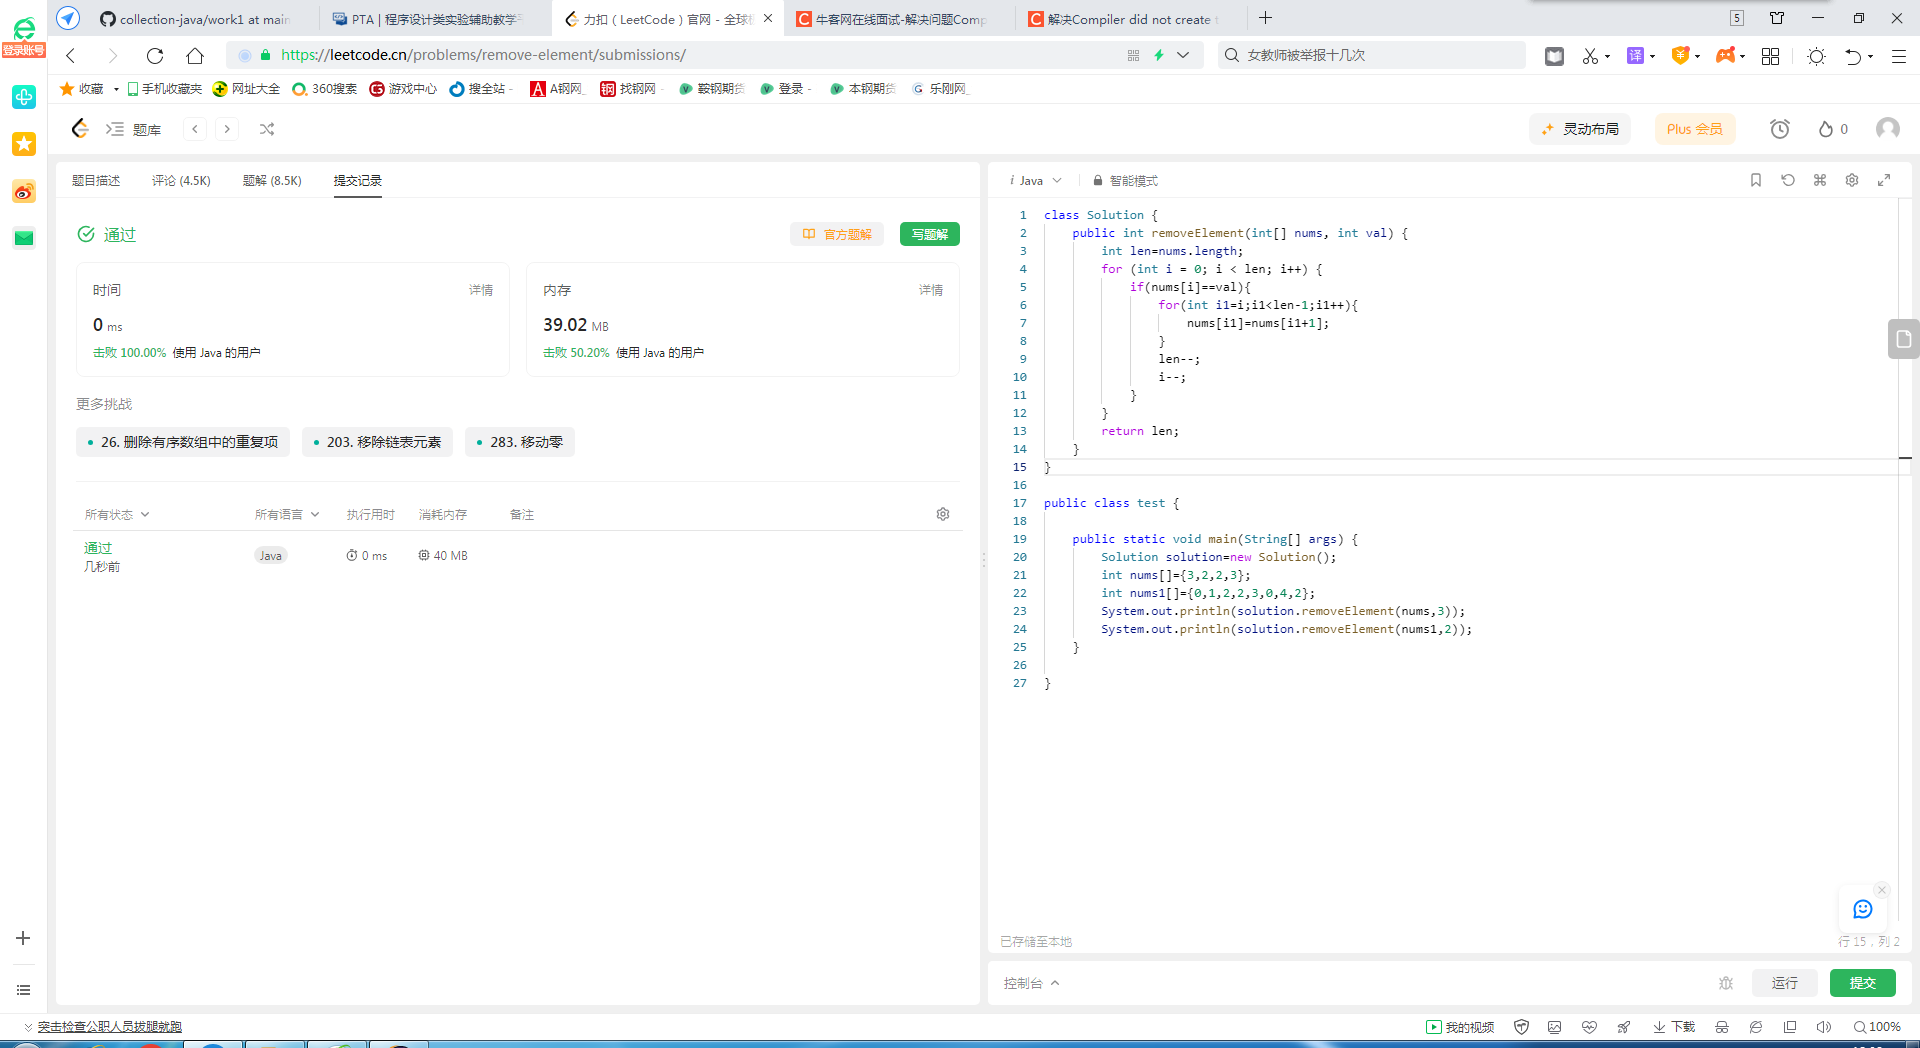 登录账号
collection-java/work1 at main
PTA | 程序设计类实验辅助教学
力扣 ( LeetCode ) 官网 - 全球
牛客网在线面试-解决问题Comp
解决Compiler did not create
5
https://leetcode.cn/problems/remove-element/submissions/
女教师被举报十几次
译
收藏
手机收藏夹
网址大全
360搜索
游戏中心
搜全站
A钢网
找钢网
鞍钢期货
登录
本钢期货
乐刚网
题库
灵动布局
Plus 会员
0
题目描述
评论 (4.5K)
题解 (8.5K)
提交记录
通过
官方题解
写题解
时间
详情
0 ms
击败 100.00% 使用 Java 的用户
内存
详情
39.02 MB
击败 50.20% 使用 Java 的用户
更多挑战
26. 删除有序数组中的重复项
203. 移除链表元素
283. 移动零
所有状态
所有语言
执行用时
消耗内存
备注
通过
几秒前
Java
0 ms
40 MB
i Java
智能模式
1 class Solution {
2 public int removeElement(int[] nums, int val) {
3 int len=nums.length;
4 for (int i = 0; i < len; i++) {
5 if(nums[i]==val){
6 for(int i1=i;i1<len-1;i1++){
7 nums[i1]=nums[i1+1];
8 }
9 len--;
10 i--;
11 }
12 }
13 return len;
14 }
15 }
16
17 public class test {
18
19 public static void main(String[] args) {
20 Solution solution=new Solution();
21 int nums[]={3,2,2,3};
22 int nums1[]={0,1,2,2,3,0,4,2};
23 System.out.println(solution.removeElement(nums,3));
24 System.out.println(solution.removeElement(nums1,2));
25 }
26
27 }
已存储至本地
行 15，列 2
控制台
运行
提交
突击检查公职人员拔腿就跑
我的视频
下载
100%